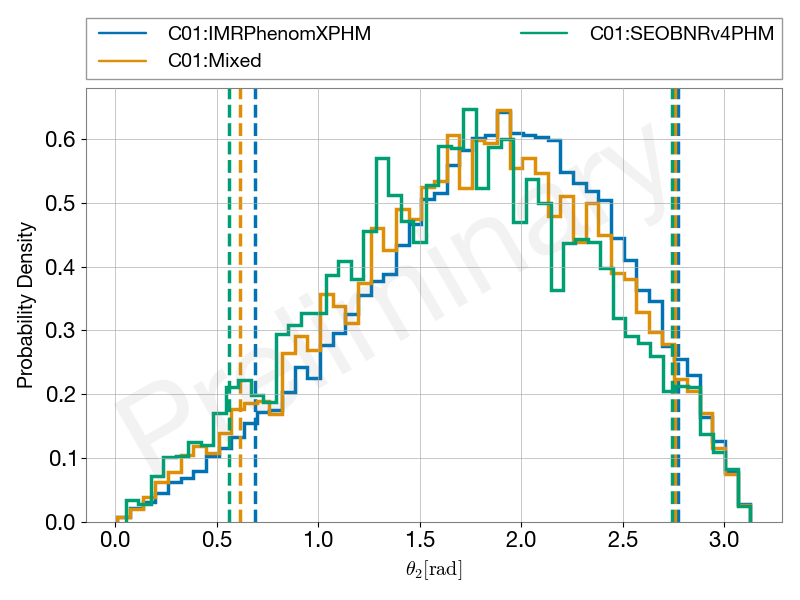 C01:IMRPhenomXPHM
C01:SEOBNRv4PHM
C01:Mixed
Preliminary
Probability Density
0.6
0.5
0.4
0.3
0.2
0.1
0.0
0.0 0.5 1.0 1.5 2.0 2.5 3.0
θ₂[rad]